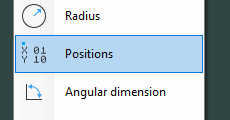 Radius
X 01
Y 10
Positions
Angular dimension